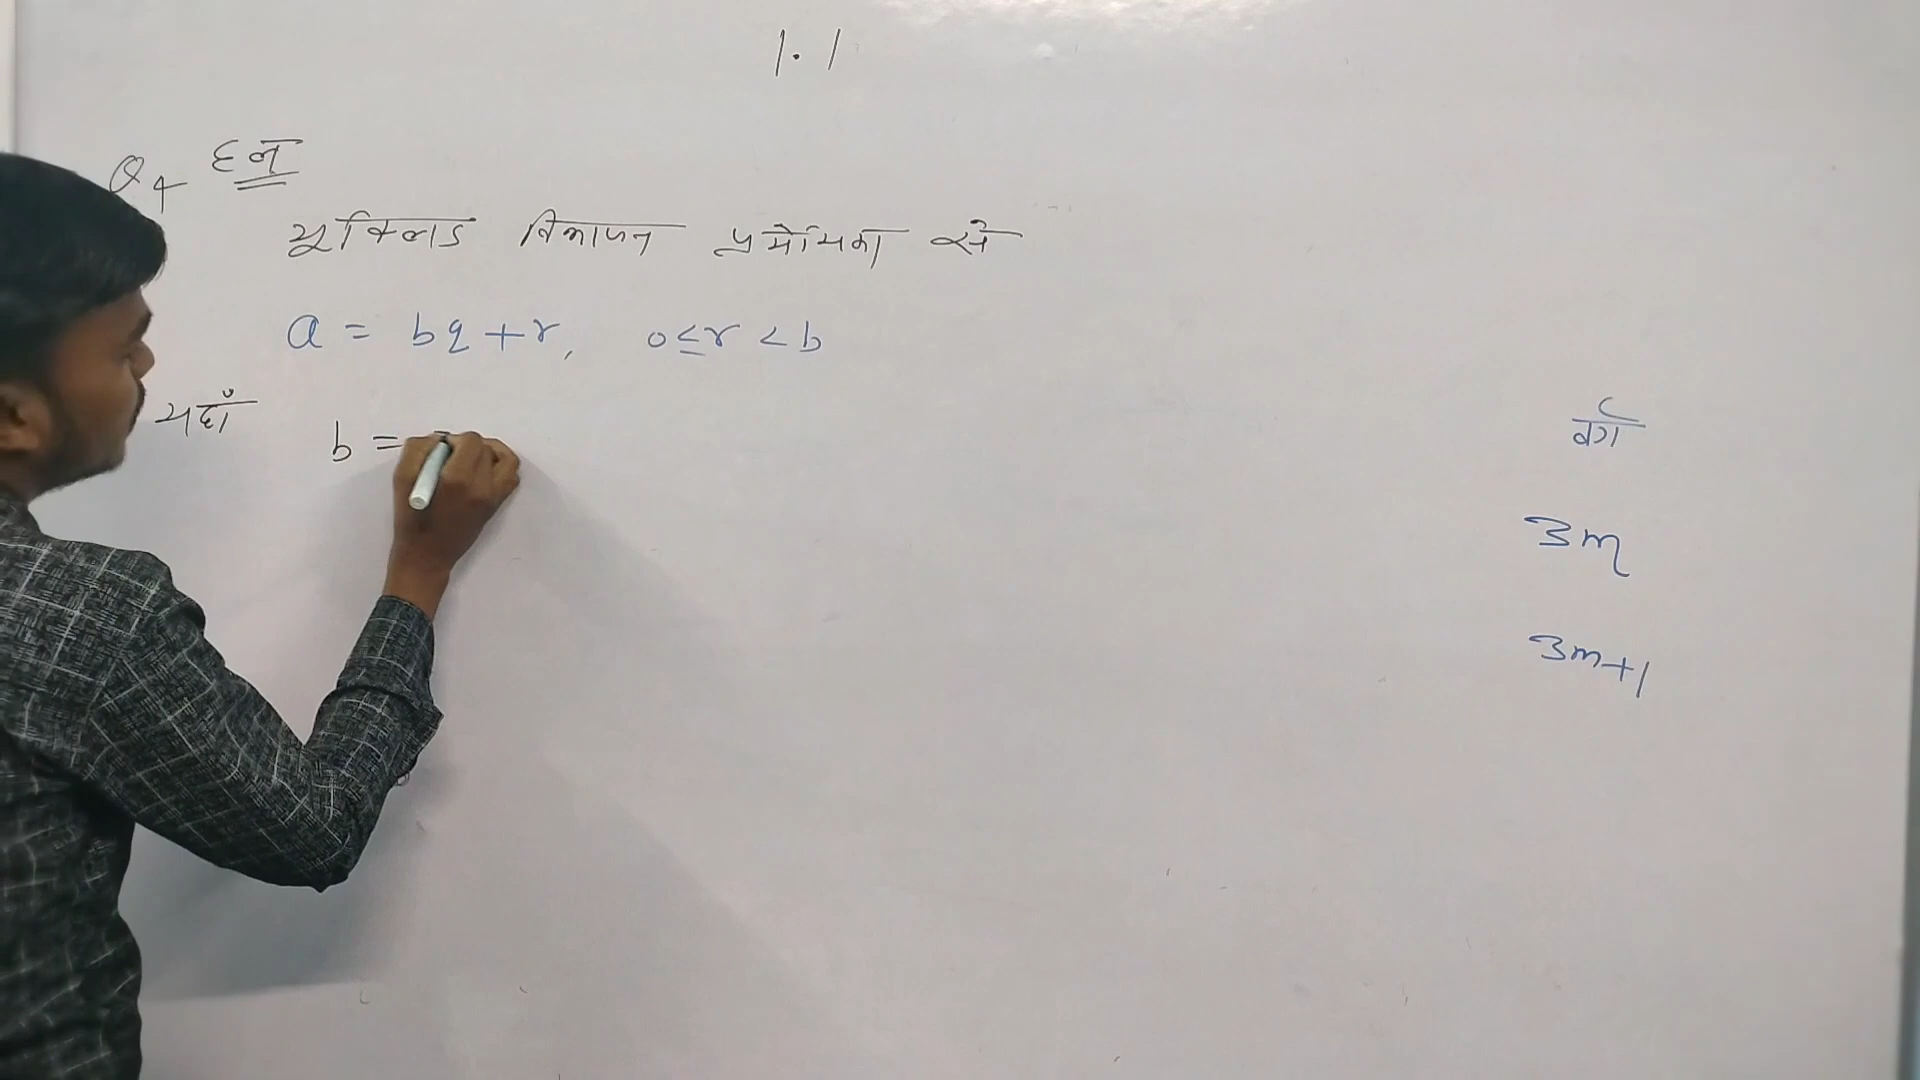 1.1
Q4 हल
यूक्लिड विभाजन प्रमेयिका से
a = bq + r, 0 ≤ r < b
यहाँ b =
वर्ग
3m
3m+1